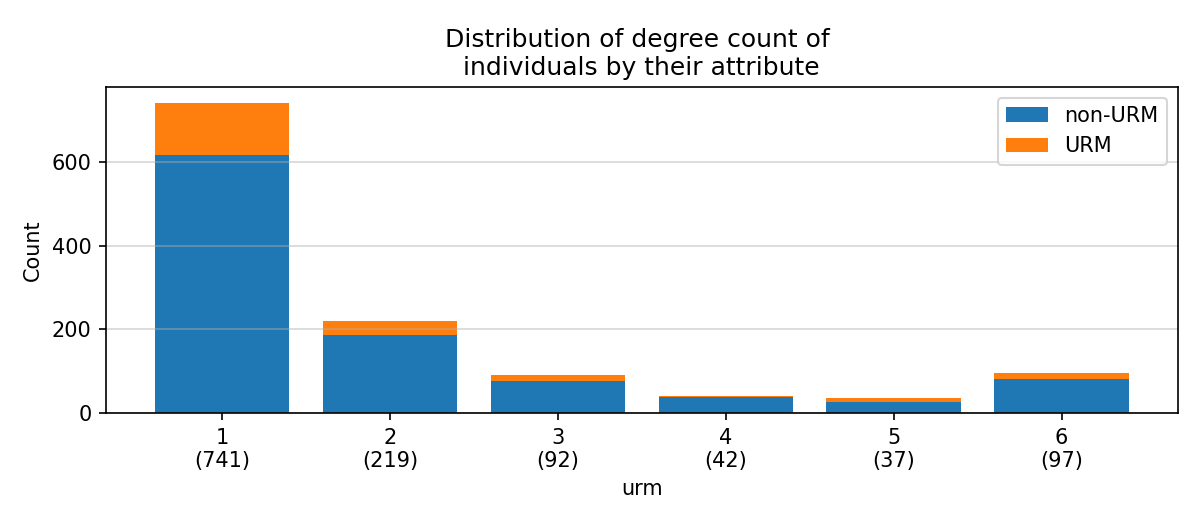 Distribution of degree count of
individuals by their attribute
non-URM
URM
Count
600
400
200
0
1 2 3 4 5 6
(741) (219) (92) (42) (37) (97)
urm